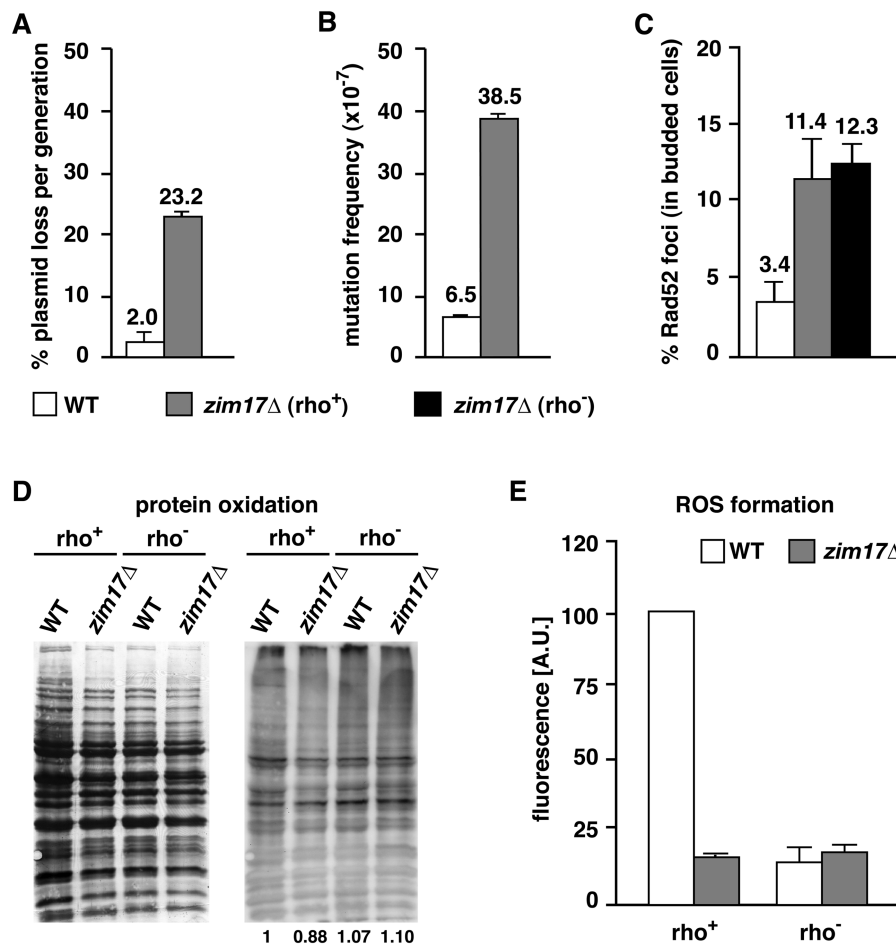 A
% plasmid loss per generation
50
40
30
20
10
0
2.0
23.2
B
mutation frequency (x10⁻⁷)
50
40
30
20
10
0
6.5
38.5
C
% Rad52 foci (in budded cells)
20
15
10
5
0
3.4
11.4
12.3
WT
zim17Δ (rho⁺)
zim17Δ (rho⁻)
D
protein oxidation
rho⁺
rho⁻
rho⁺
rho⁻
WT
zim17Δ
WT
zim17Δ
WT
zim17Δ
WT
zim17Δ
1
0.88
1.07
1.10
E
ROS formation
WT
zim17Δ
fluorescence [A.U.]
120
100
75
50
25
0
rho⁺
rho⁻